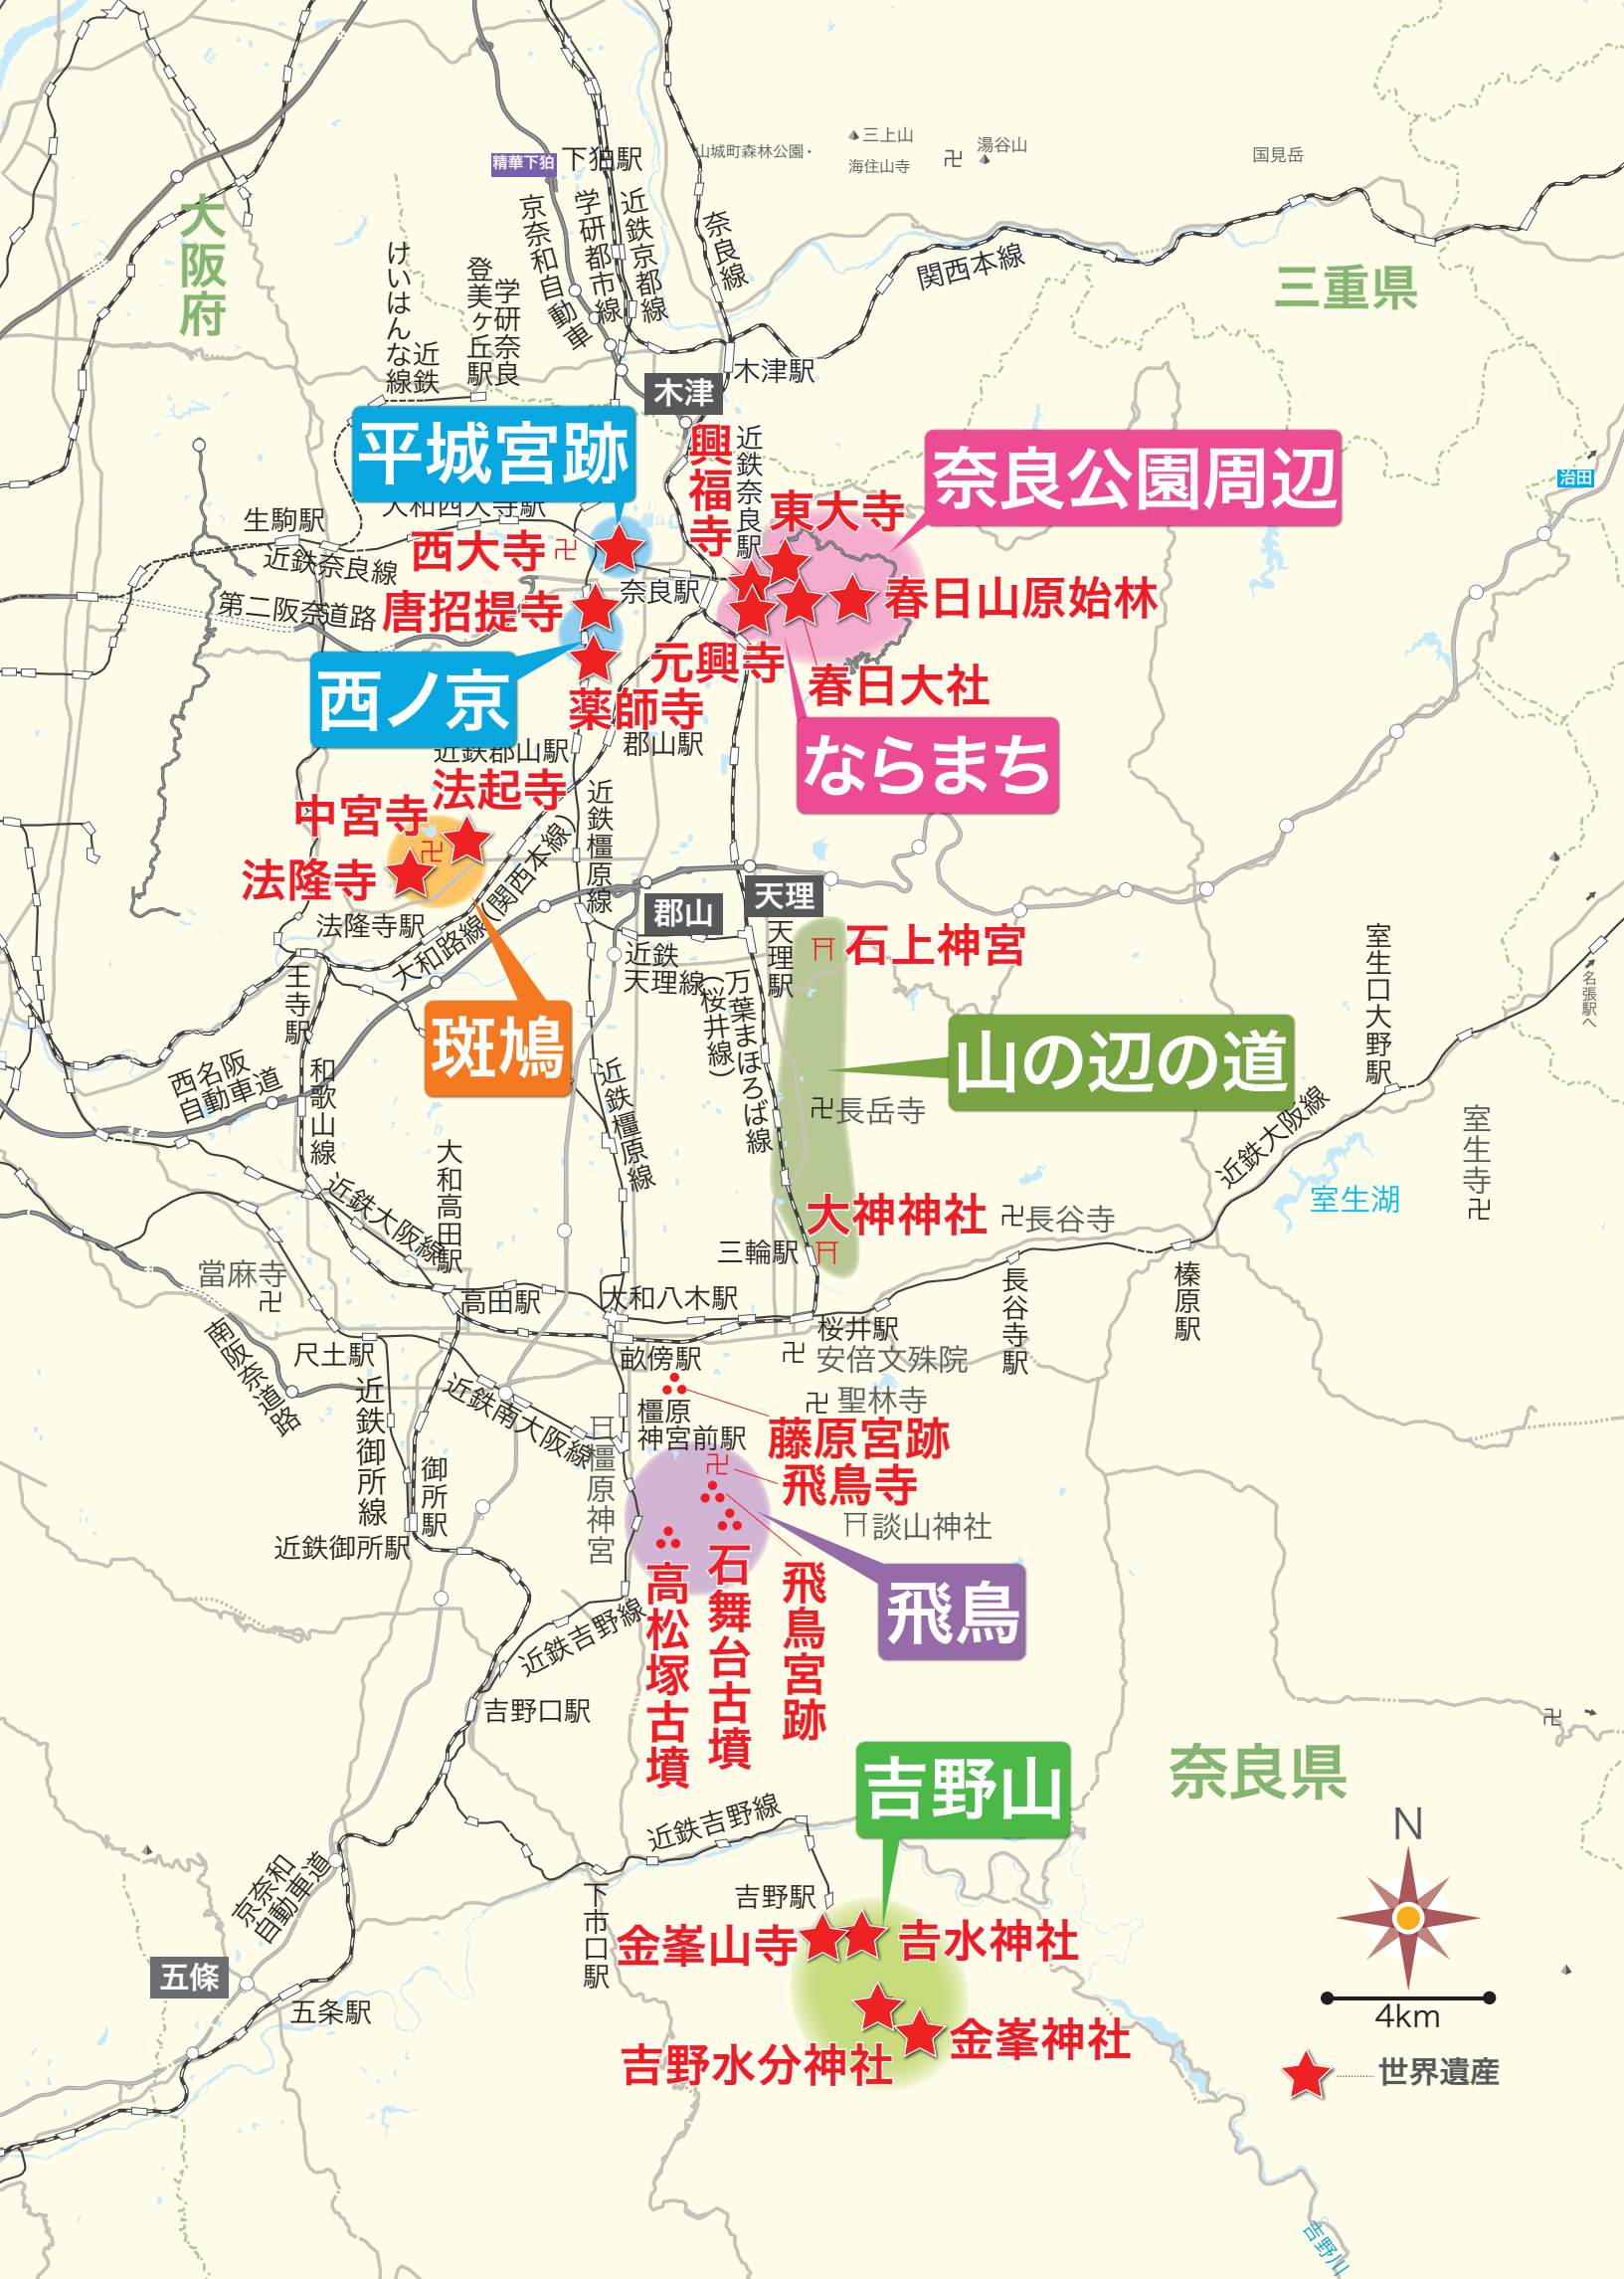 三上山
湯谷山
山城町森林公園
海住山寺
国見岳
精華下狛
下狛駅
大阪府
京奈和自動車
学研都市線
近鉄京都線
奈良線
関西本線
三重県
けいはんな線
近鉄
登美ヶ丘駅
学研奈良
木津
木津駅
平城宮跡
奈良公園周辺
興福寺
近鉄奈良駅
東大寺
治田
大和西大寺駅
生駒駅
近鉄奈良線
西大寺
第二阪奈道路
唐招提寺
奈良駅
春日山原始林
元興寺
春日大社
西ノ京
薬師寺
近鉄郡山駅
郡山駅
ならまち
法起寺
中宮寺
法隆寺
近鉄橿原線
法隆寺駅
大和路線(関西本線)
郡山
天理
天理駅
石上神宮
近鉄
天理線
万葉まほろば線
(桜井線)
王寺駅
斑鳩
山の辺の道
室生口大野駅
名張駅へ
西名阪
自動車道
和歌山線
近鉄橿原線
長岳寺
近鉄大阪線
室生寺
室生湖
近鉄大阪線
大和高田駅
大神神社
長谷寺
三輪駅
當麻寺
高田駅
大和八木駅
長谷寺駅
榛原駅
南阪奈道路
尺土駅
桜井駅
畝傍駅
安倍文殊院
聖林寺
近鉄御所線
近鉄南大阪線
橿原
神宮前駅
藤原宮跡
飛鳥寺
橿原神宮
御所駅
近鉄御所駅
談山神社
飛鳥
高松塚古墳
石舞台古墳
飛鳥宮跡
近鉄吉野線
吉野口駅
吉野山
奈良県
近鉄吉野線
N
京奈和
自動車道
下市口駅
吉野駅
金峯山寺
吉水神社
五條
五条駅
4km
吉野水分神社
金峯神社
世界遺産
吉野川